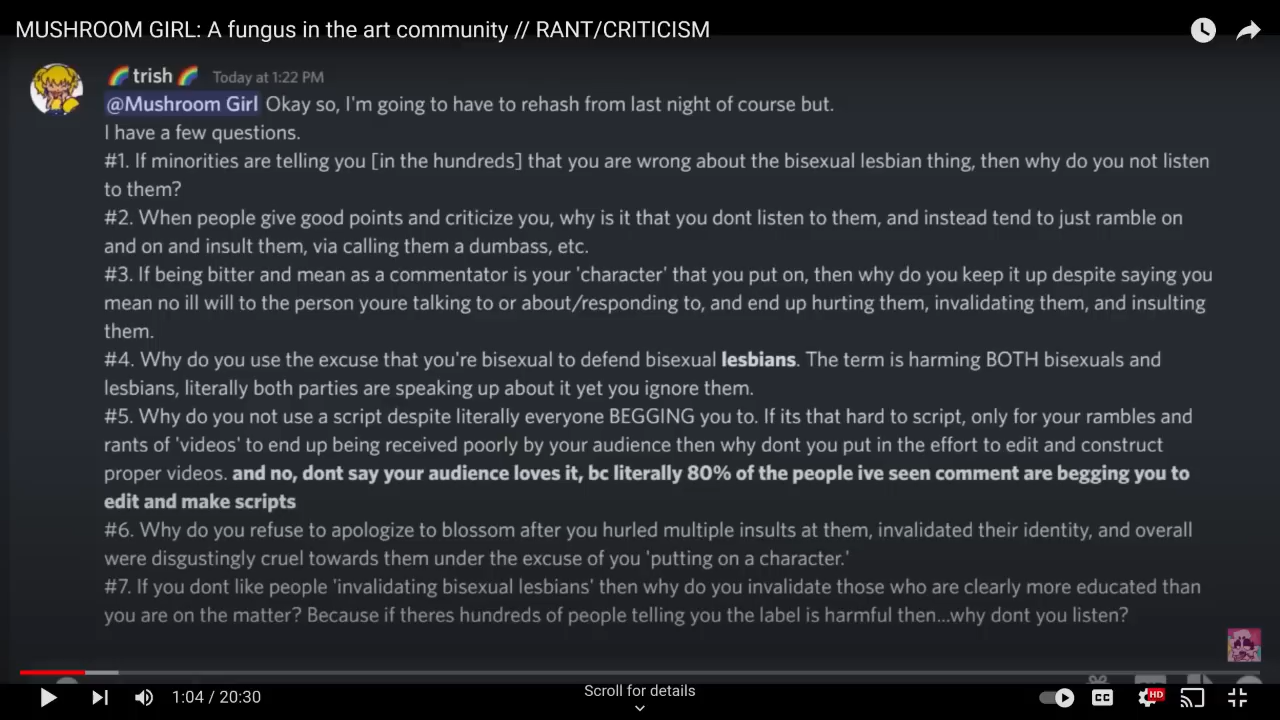 MUSHROOM GIRL: A fungus in the art community // RANT/CRITICISM
🌈 trish 🌈 Today at 1:22 PM
@Mushroom Girl Okay so, I'm going to have to rehash from last night of course but.
I have a few questions.
#1. If minorities are telling you [in the hundreds] that you are wrong about the bisexual lesbian thing, then why do you not listen
to them?
#2. When people give good points and criticize you, why is it that you dont listen to them, and instead tend to just ramble on
and on and insult them, via calling them a dumbass, etc.
#3. If being bitter and mean as a commentator is your 'character' that you put on, then why do you keep it up despite saying you
mean no ill will to the person youre talking to or about/responding to, and end up hurting them, invalidating them, and insulting
them.
#4. Why do you use the excuse that you're bisexual to defend bisexual lesbians. The term is harming BOTH bisexuals and
lesbians, literally both parties are speaking up about it yet you ignore them.
#5. Why do you not use a script despite literally everyone BEGGING you to. If its that hard to script, only for your rambles and
rants of 'videos' to end up being received poorly by your audience then why dont you put in the effort to edit and construct
proper videos. and no, dont say your audience loves it, bc literally 80% of the people ive seen comment are begging you to
edit and make scripts
#6. Why do you refuse to apologize to blossom after you hurled multiple insults at them, invalidated their identity, and overall
were disgustingly cruel towards them under the excuse of you 'putting on a character.'
#7. If you dont like people 'invalidating bisexual lesbians' then why do you invalidate those who are clearly more educated than
you are on the matter? Because if theres hundreds of people telling you the label is harmful then...why dont you listen?
1:04 / 20:30
Scroll for details
CC
HD